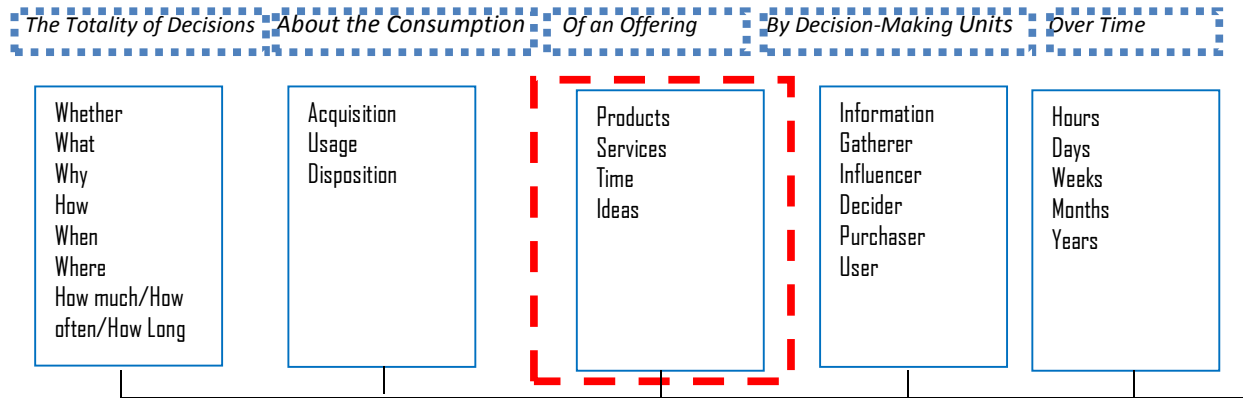 The Totality of Decisions
About the Consumption
Of an Offering
By Decision-Making Units
Over Time
Whether
What
Why
How
When
Where
How much/How
often/How Long
Acquisition
Usage
Disposition
Products
Services
Time
Ideas
Information
Gatherer
Influencer
Decider
Purchaser
User
Hours
Days
Weeks
Months
Years